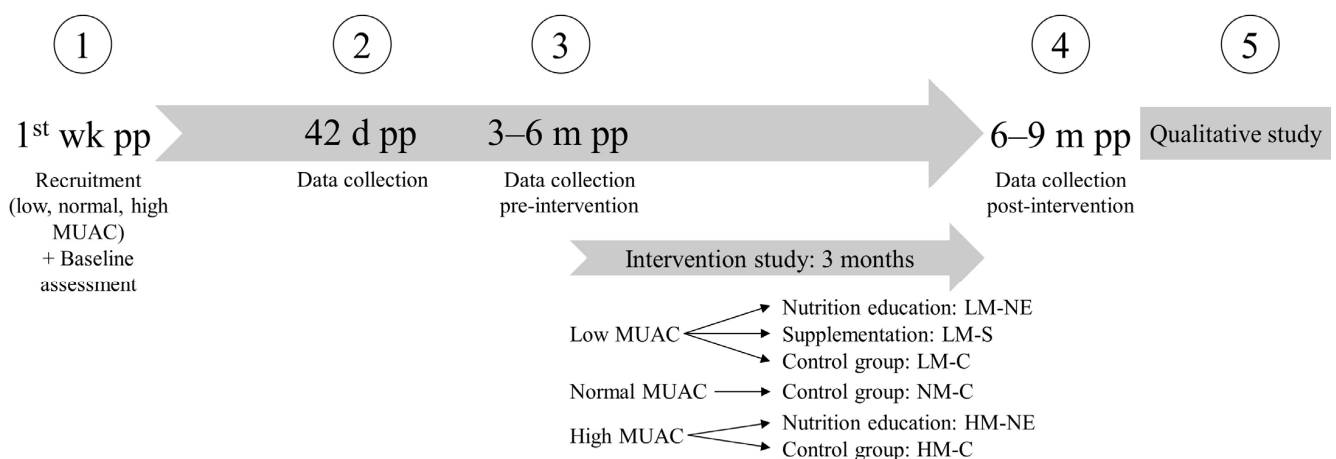 1
2
3
4
5
1st wk pp
42 d pp
3–6 m pp
6–9 m pp
Qualitative study
Recruitment
(low, normal, high
MUAC)
+ Baseline
assessment
Data collection
Data collection
pre-intervention
Data collection
post-intervention
Intervention study: 3 months
Low MUAC
Nutrition education: LM-NE
Supplementation: LM-S
Control group: LM-C
Normal MUAC
Control group: NM-C
High MUAC
Nutrition education: HM-NE
Control group: HM-C